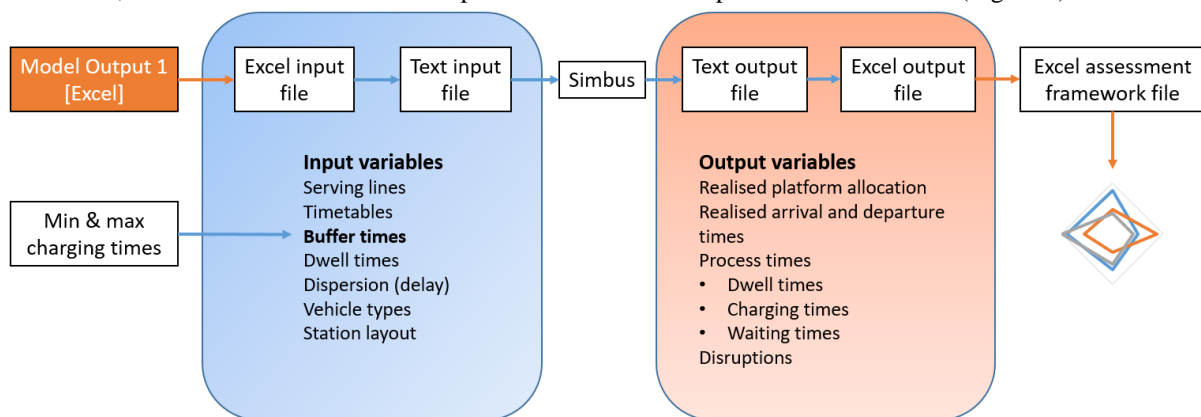 Model Output 1
[Excel]
Excel input
file
Text input
file
Simbus
Text output
file
Excel output
file
Excel assessment
framework file
Min & max
charging times
Input variables
Serving lines
Timetables
Buffer times
Dwell times
Dispersion (delay)
Vehicle types
Station layout
Output variables
Realised platform allocation
Realised arrival and departure
times
Process times
• Dwell times
• Charging times
• Waiting times
Disruptions